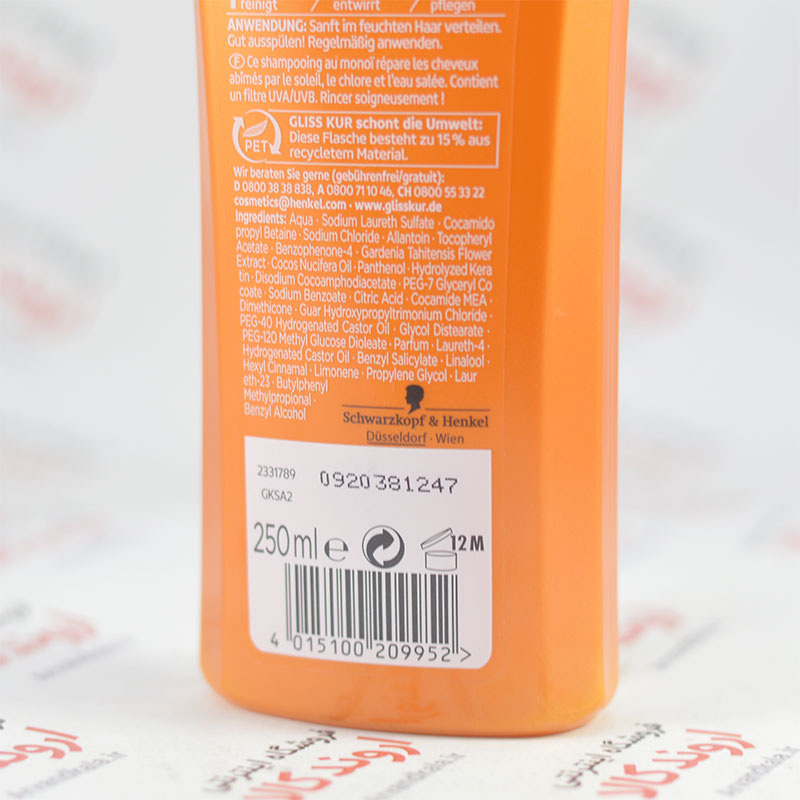 reinigt / entwirrt / pflegen
ANWENDUNG: Sanft im feuchten Haar verteilen.
Gut ausspülen! Regelmäßig anwenden.
F Ce shampooing au monoï répare les cheveux
abîmés par le soleil, le chlore et l'eau salée. Contient
un filtre UVA/UVB. Rincer soigneusement !
GLISS KUR schont die Umwelt:
Diese Flasche besteht zu 15 % aus
recycletem Material.
PET
Wir beraten Sie gerne (gebührenfrei/gratuit):
D 0800 38 38 838, A 0800 71 10 46, CH 0800 55 33 22
cosmetics@henkel.com · www.glisskur.de
Ingredients: Aqua · Sodium Laureth Sulfate · Cocamido
propyl Betaine · Sodium Chloride · Allantoin · Tocopheryl
Acetate · Benzophenone-4 · Gardenia Tahitensis Flower
Extract · Cocos Nucifera Oil · Panthenol · Hydrolyzed Kera
tin · Disodium Cocoamphodiacetate · PEG-7 Glyceryl Co
coate · Sodium Benzoate · Citric Acid · Cocamide MEA ·
Dimethicone · Guar Hydroxypropyltrimonium Chloride ·
PEG-40 Hydrogenated Castor Oil · Glycol Distearate ·
PEG-120 Methyl Glucose Dioleate · Parfum · Laureth-4 ·
Hydrogenated Castor Oil · Benzyl Salicylate · Linalool ·
Hexyl Cinnamal · Limonene · Propylene Glycol · Laur
eth-23 · Butylphenyl
Methylpropional ·
Benzyl Alcohol
Schwarzkopf & Henkel
Düsseldorf · Wien
2331789
0920381247
GKSA2
250 ml ℮
12 M
4 015100 209952 >
فروشگاه اینترنتی
اروند کالا
Arvandkala.ir